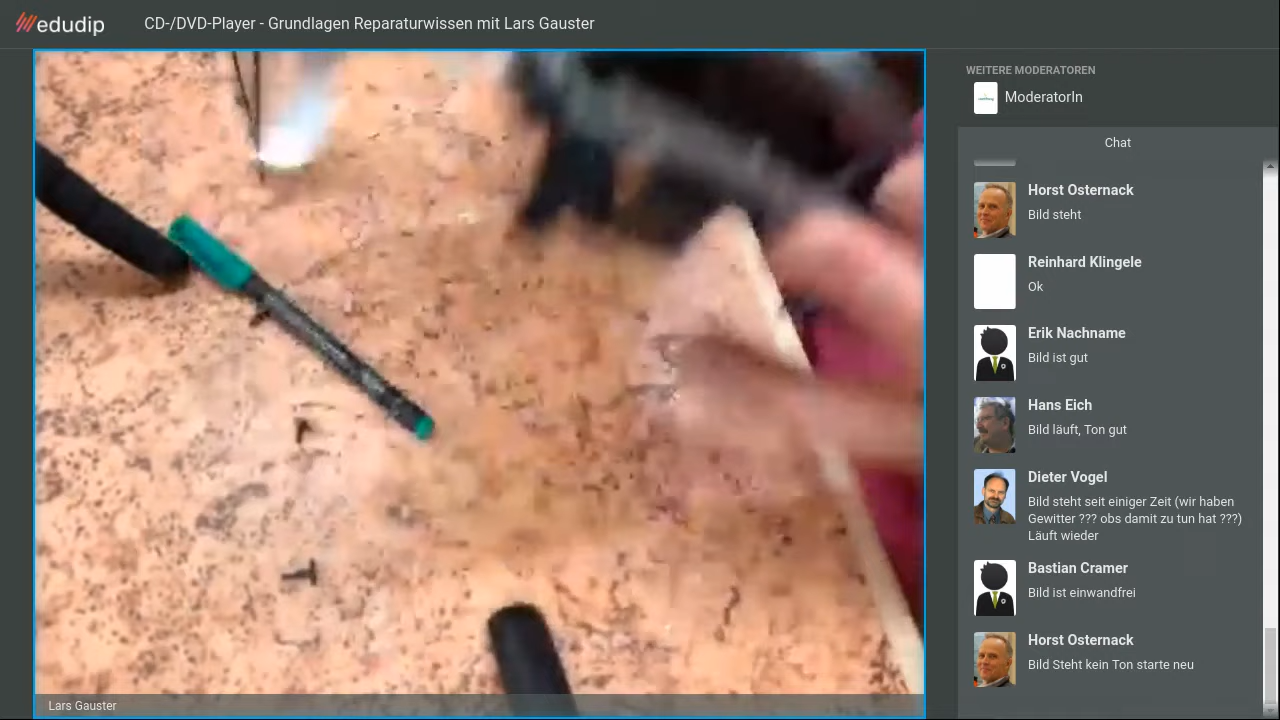 edudip
CD-/DVD-Player - Grundlagen Reparaturwissen mit Lars Gauster
WEITERE MODERATOREN
ModeratorIn
Chat
Horst Osternack
Bild steht
Reinhard Klingele
Ok
Erik Nachname
Bild ist gut
Hans Eich
Bild läuft, Ton gut
Dieter Vogel
Bild steht seit einiger Zeit (wir haben
Gewitter ??? obs damit zu tun hat ???)
Läuft wieder
Bastian Cramer
Bild ist einwandfrei
Horst Osternack
Bild Steht kein Ton starte neu
Lars Gauster